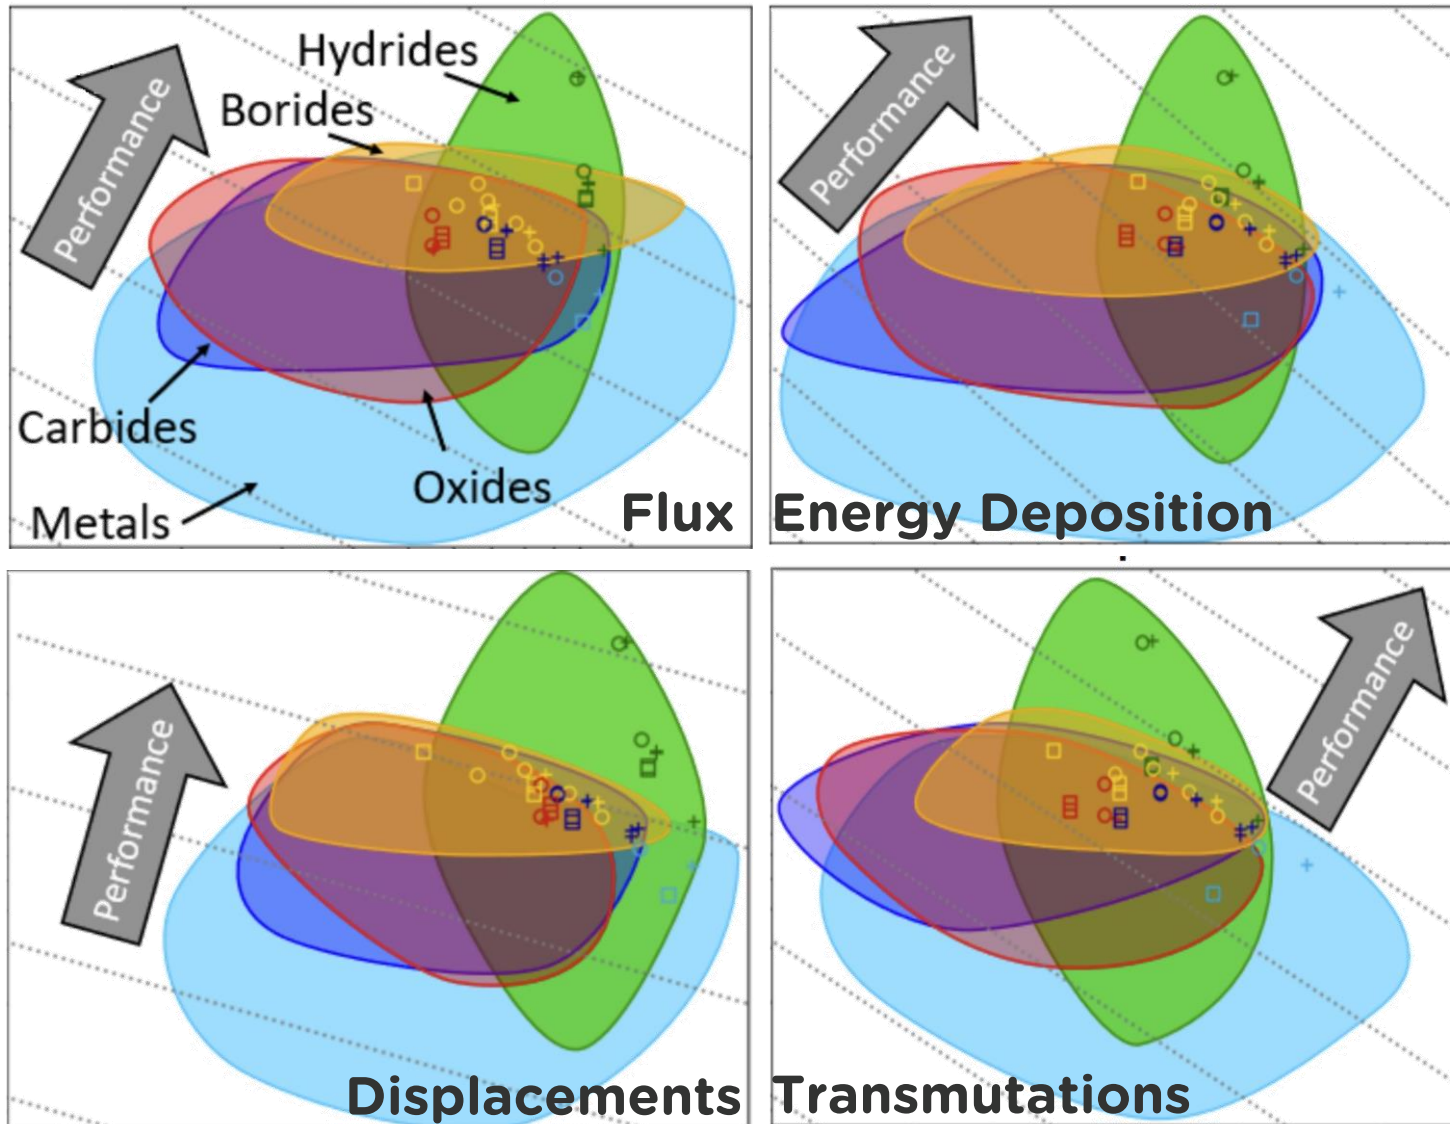 Hydrides
Borides
Performance
Carbides
Oxides
Metals
Flux
Performance
Energy Deposition
Performance
Displacements
Performance
Transmutations